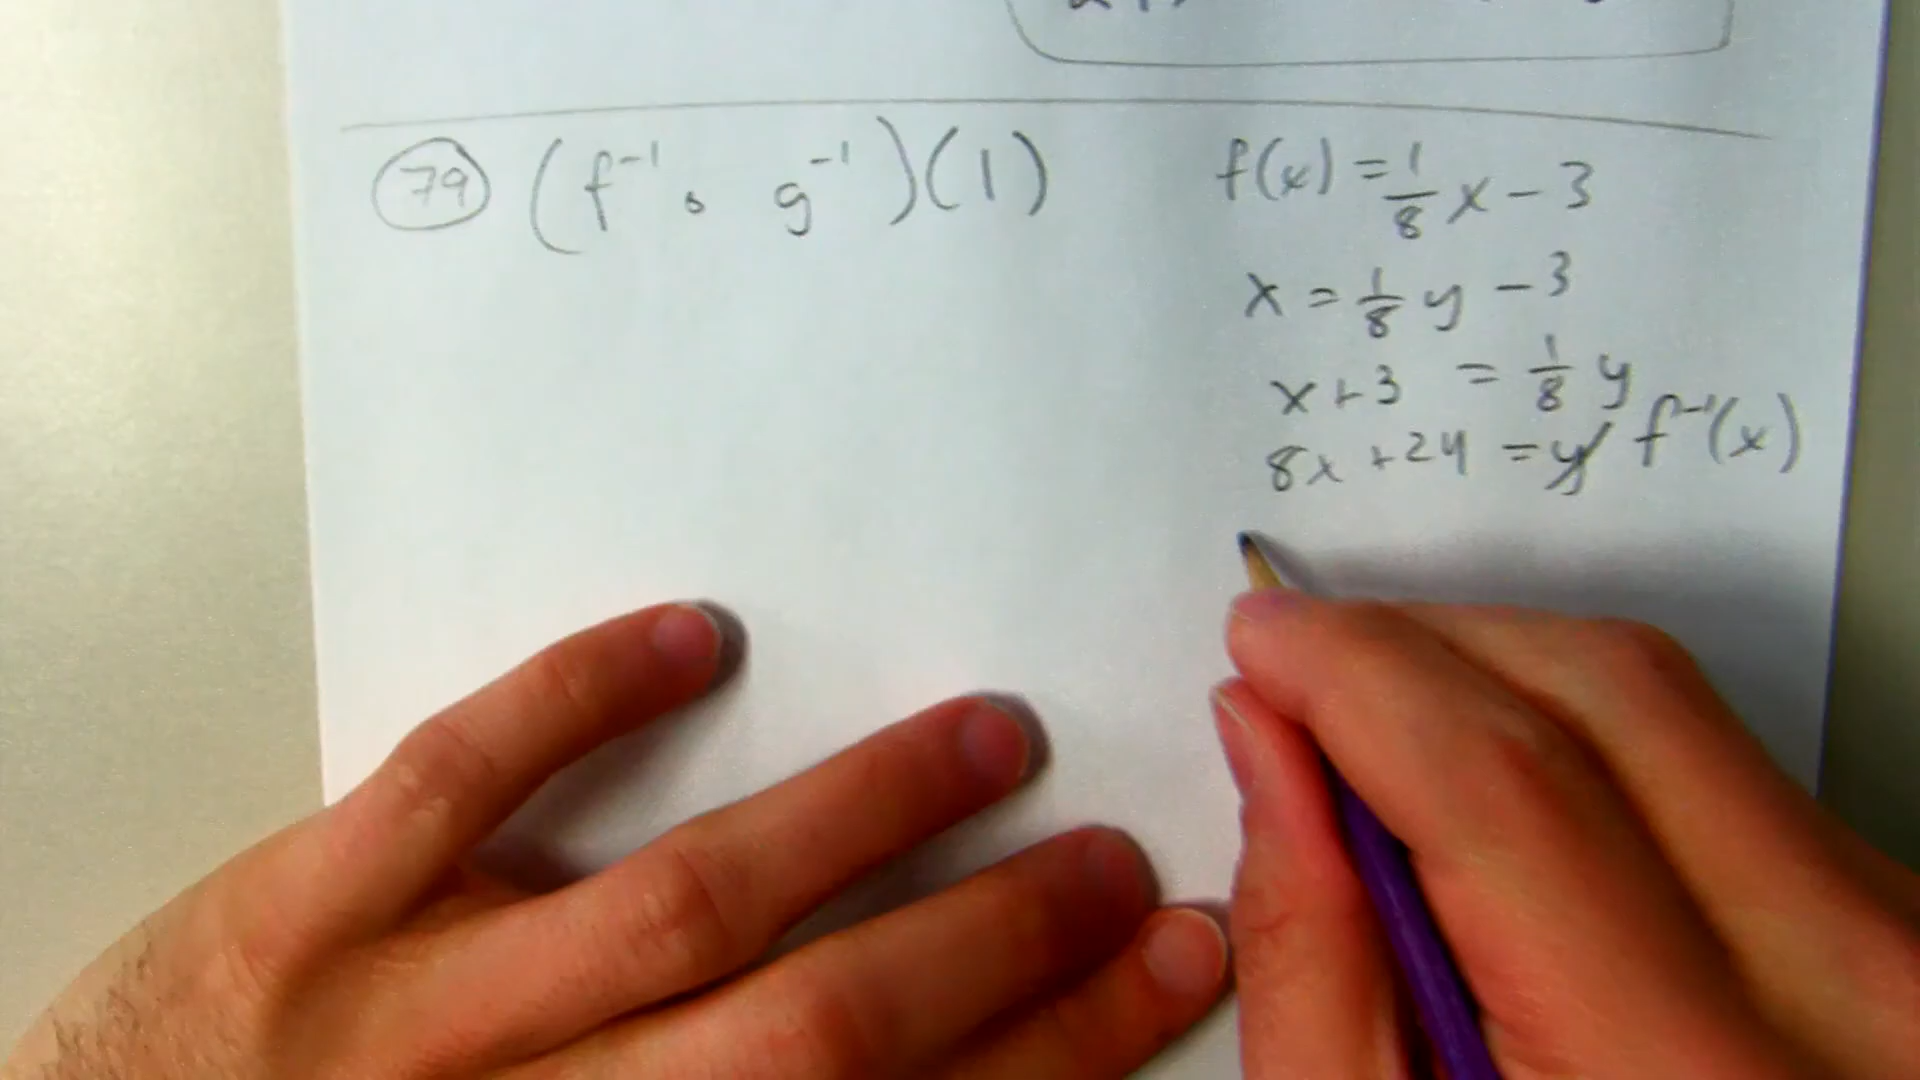 79 (f⁻¹ ∘ g⁻¹)(1)
f(x) = 1/8 x - 3
x = 1/8 y - 3
x + 3 = 1/8 y
8x + 24 = y f⁻¹(x)